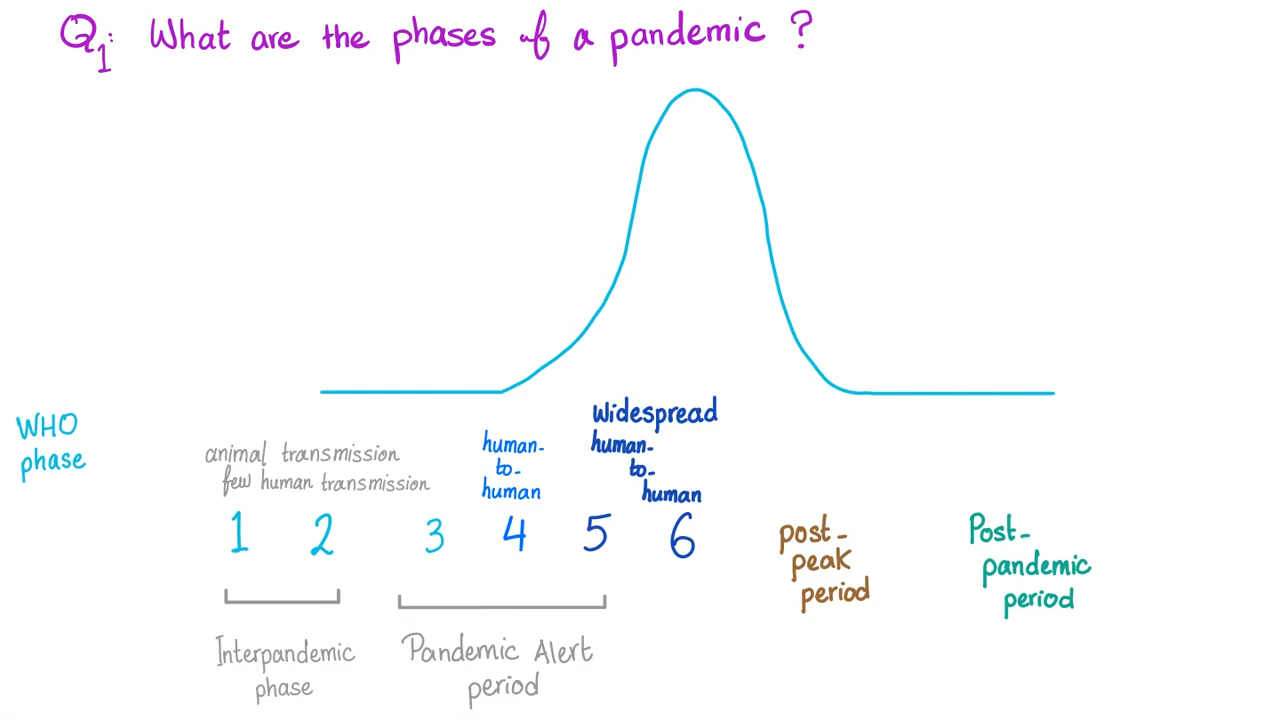 Q1: What are the phases of a pandemic ?
WHO
phase
animal transmission
few human transmission
human-
to-
human
Widespread
human-
to-
human
1 2 3 4 5 6
post-
peak
period
Post-
pandemic
period
Interpandemic
phase
Pandemic Alert
period